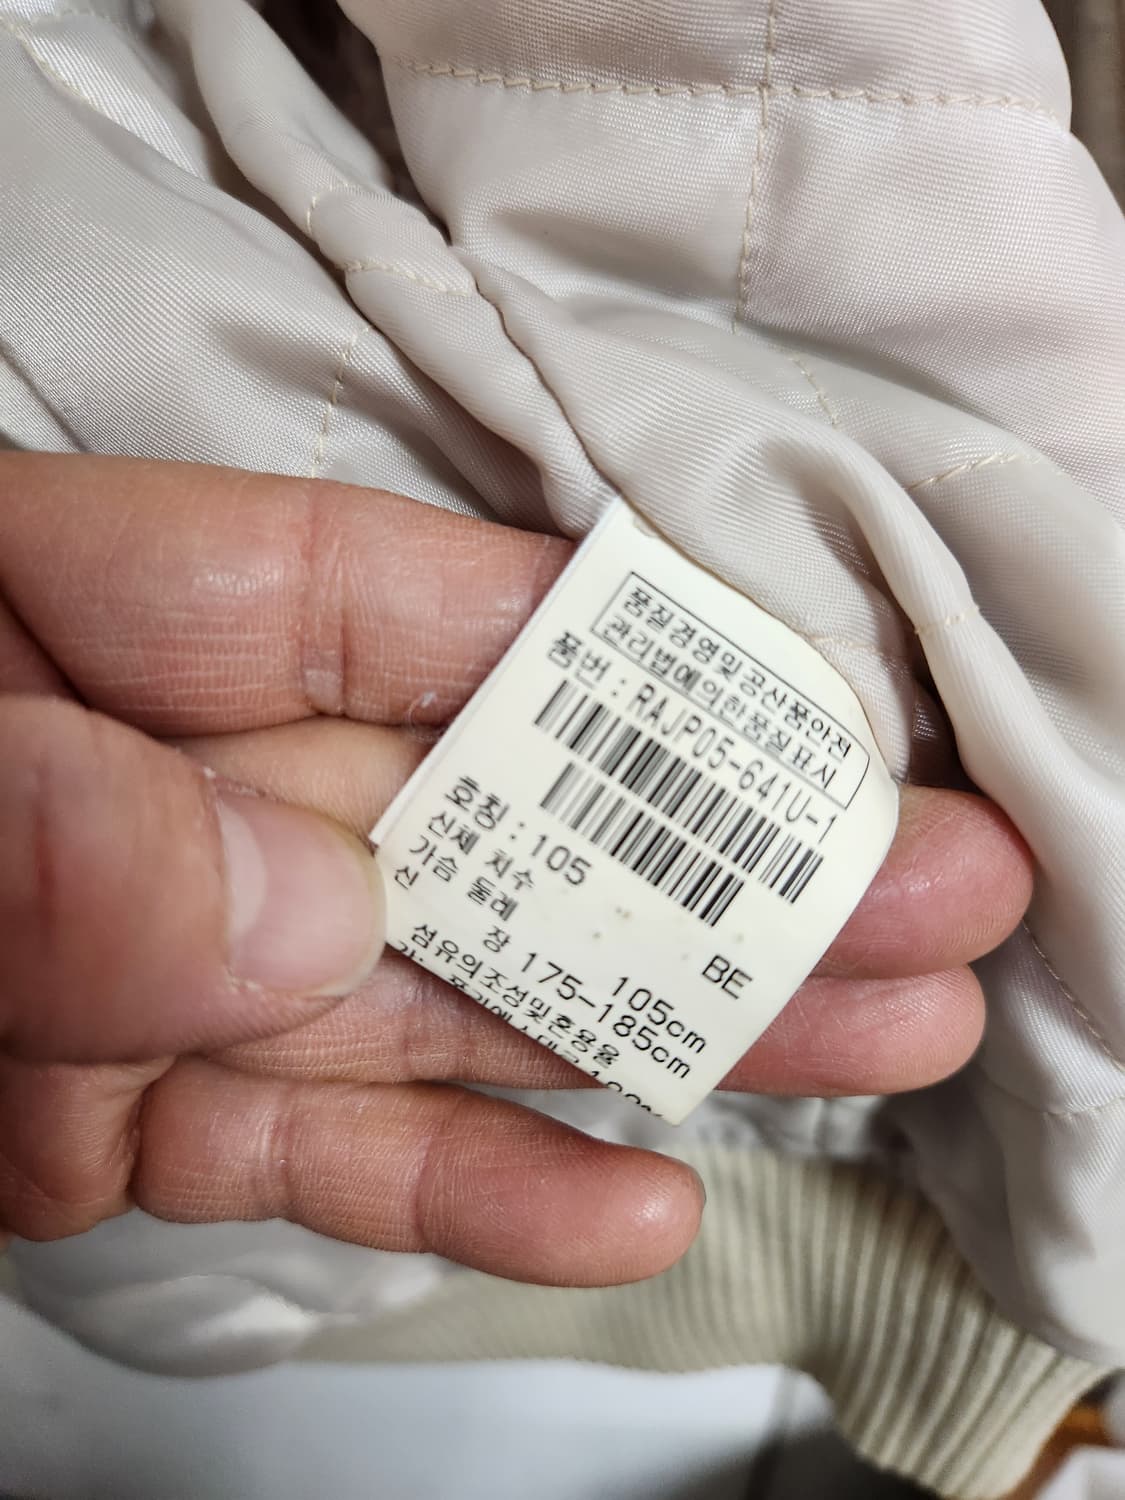 품질경영및공산품안전
관리법에의한품질표시
품번 : RAJP05-641U-1
호칭 : 105 BE
신체 치수
가슴 둘레 105cm
신 장 175-185cm
섬유의조성및혼용율